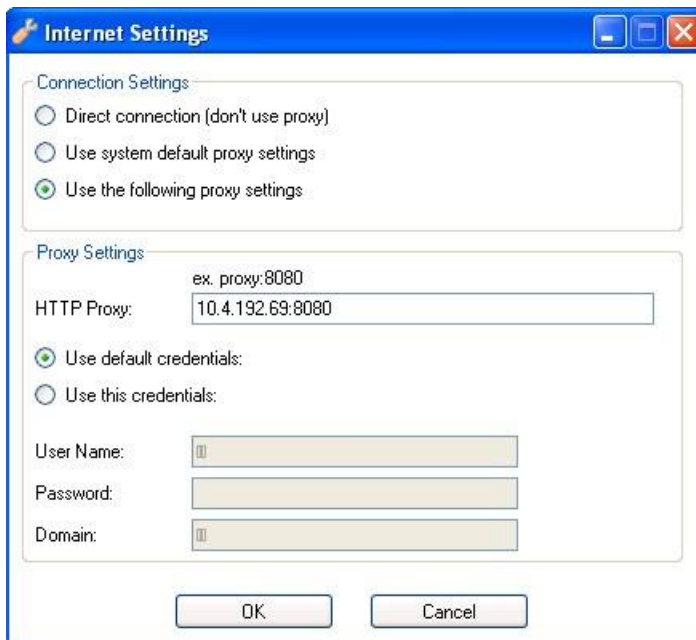 Internet Settings
Connection Settings
Direct connection (don't use proxy)
Use system default proxy settings
Use the following proxy settings
Proxy Settings
ex. proxy:8080
HTTP Proxy: 10.4.192.69:8080
Use default credentials:
Use this credentials:
User Name:
Password:
Domain:
OK Cancel